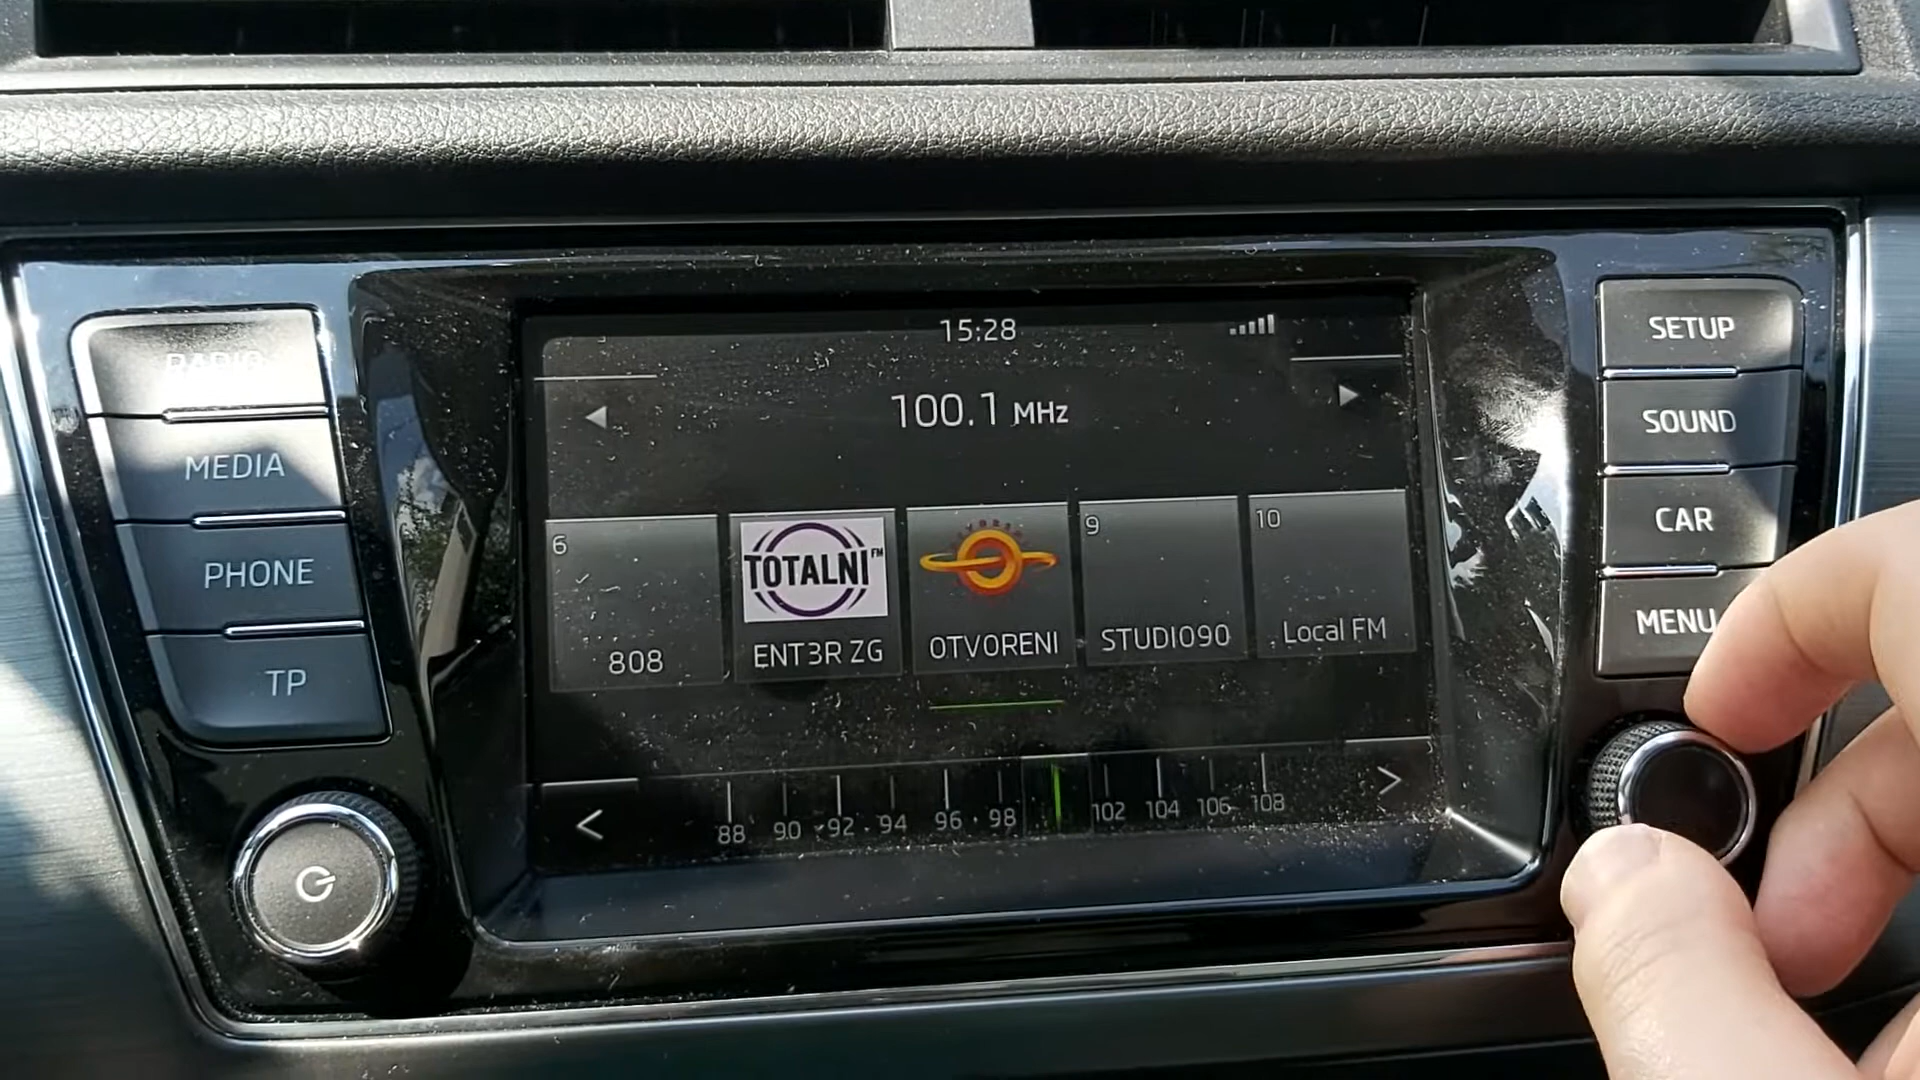 RADIO
MEDIA
PHONE
TP
15:28
100.1 MHz
6
808
TOTALNI FM
ENT3R ZG
OTVORENI
9
STUDIO90
10
Local FM
88 90 92 94 96 98 102 104 106 108
SETUP
SOUND
CAR
MENU